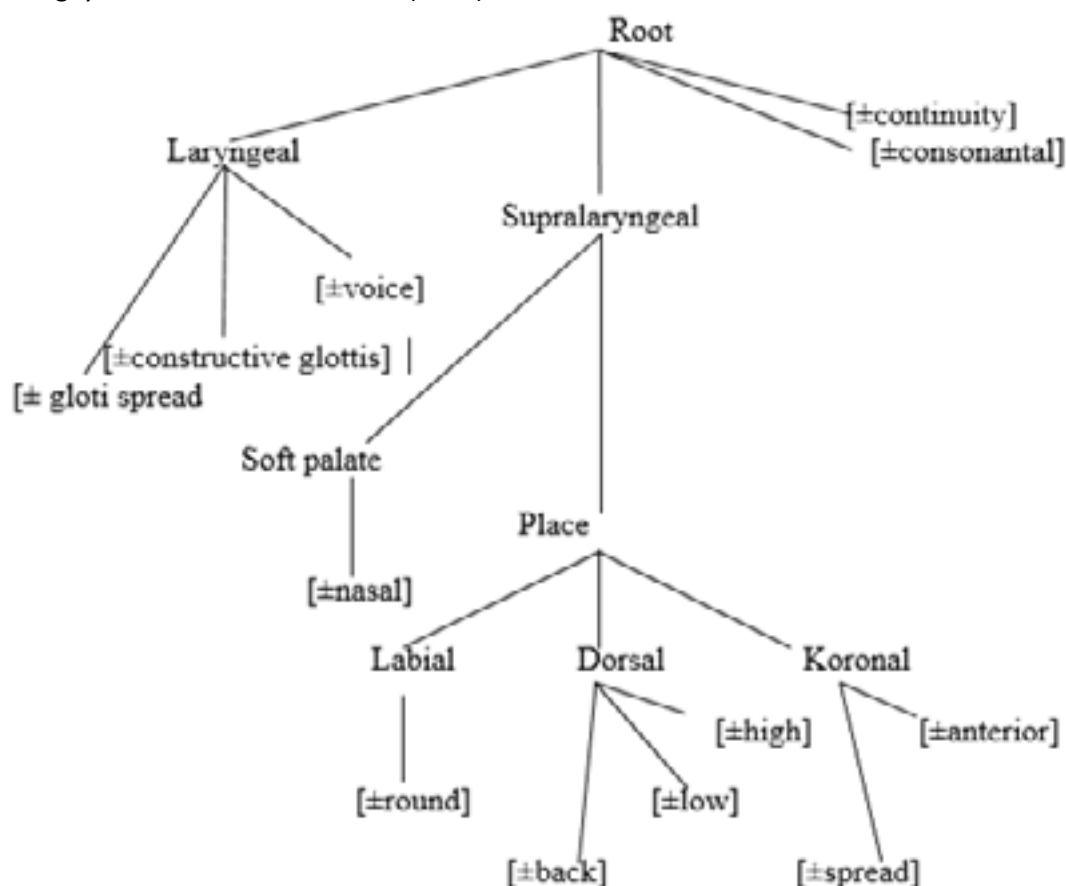 Root
[±continuity]
Laryngeal
[±consonantal]
Supralaryngeal
[±voice]
[±constructive glottis]
[± gloti spread
Soft palate
Place
[±nasal]
Labial Dorsal Koronal
[±high] [±anterior]
[±round] [±low]
[±back] [±spread]